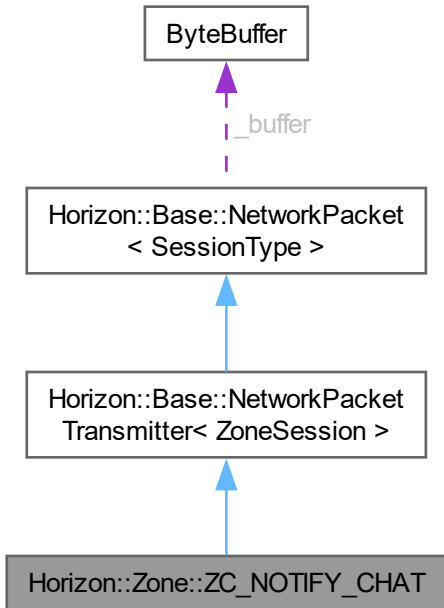 ByteBuffer
_buffer
Horizon::Base::NetworkPacket
< SessionType >
Horizon::Base::NetworkPacket
Transmitter< ZoneSession >
Horizon::Zone::ZC_NOTIFY_CHAT